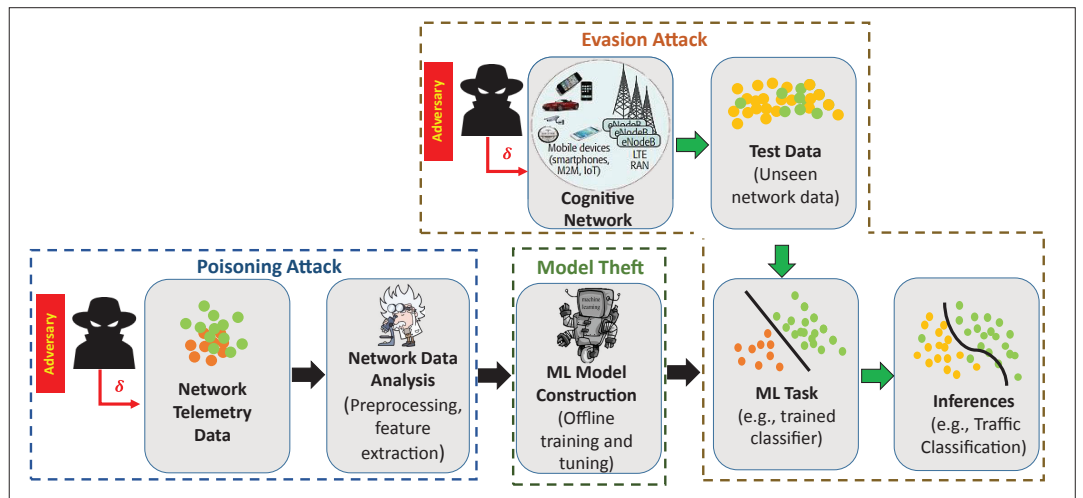 Evasion Attack
Adversary
δ
eNodeB
eNodeB
eNodeB
Mobile devices
(smartphones,
M2M, IoT)
LTE
RAN
Cognitive
Network
Test Data
(Unseen
network data)
Poisoning Attack
Adversary
δ
Network
Telemetry
Data
Network Data
Analysis
(Preprocessing,
feature
extraction)
Model Theft
machine
learning
ML Model
Construction
(Offline
training and
tuning)
ML Task
(e.g., trained
classifier)
Inferences
(e.g., Traffic
Classification)